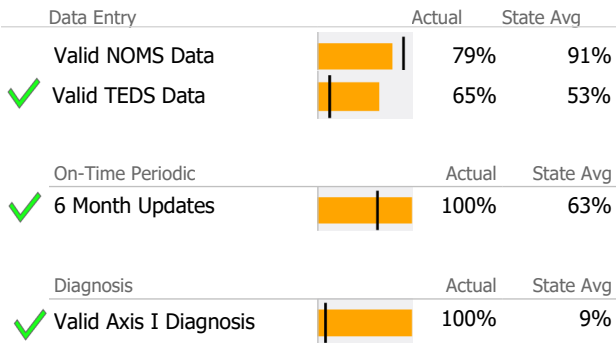 Data Entry Actual State Avg
Valid NOMS Data 79% 91%
Valid TEDS Data 65% 53%
On-Time Periodic Actual State Avg
6 Month Updates 100% 63%
Diagnosis Actual State Avg
Valid Axis I Diagnosis 100% 9%